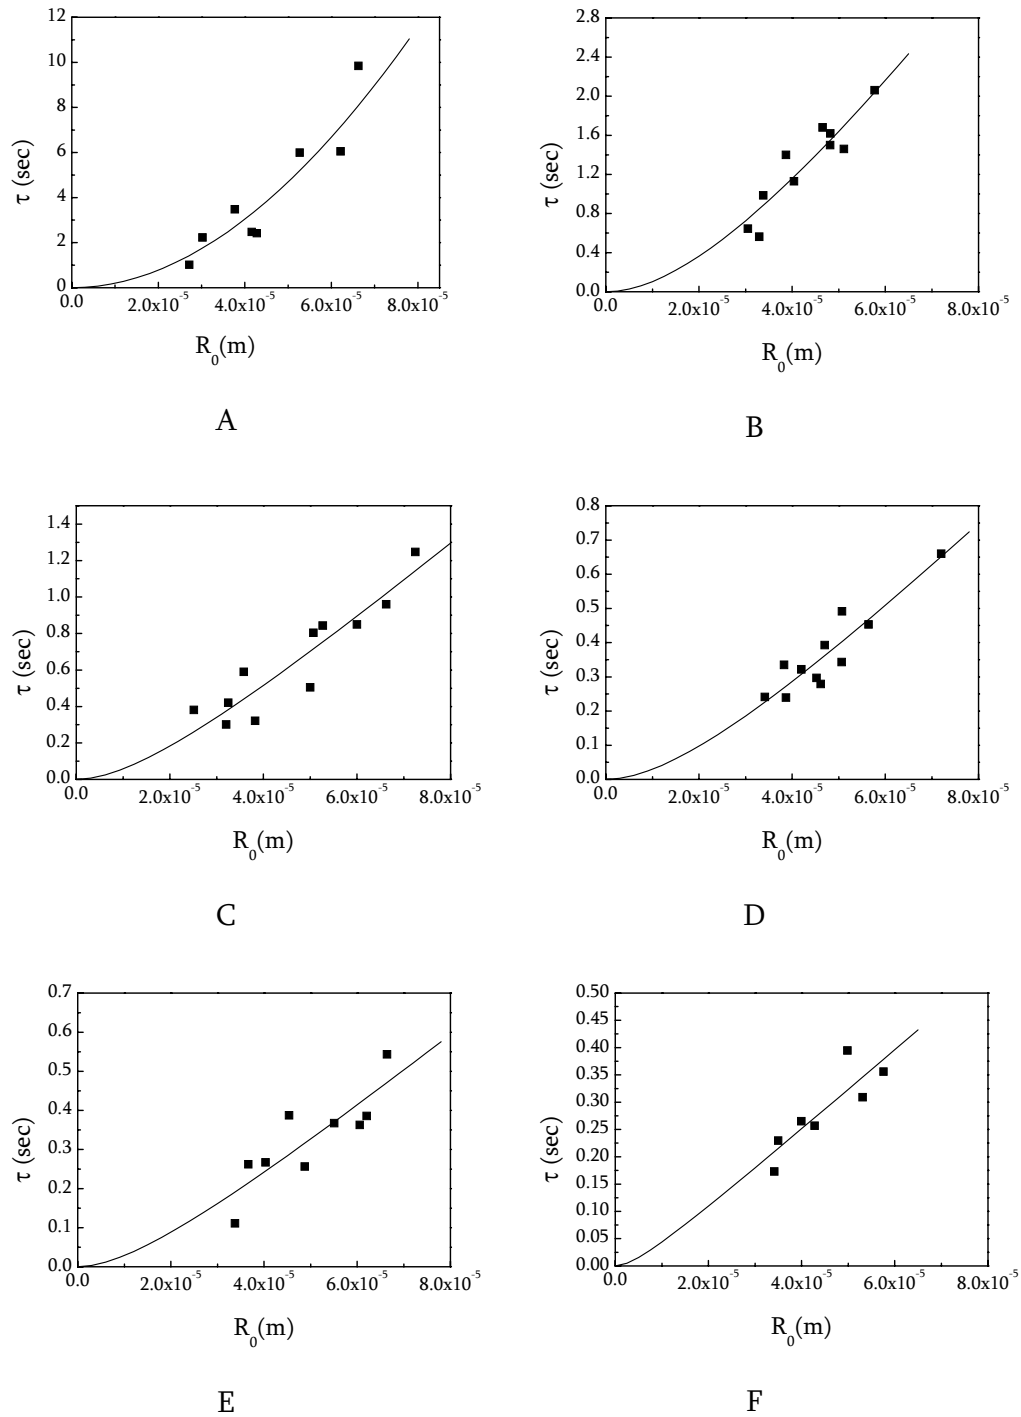 12
10
8
6
4
2
0
τ (sec)
0.0 2.0x10⁻⁵ 4.0x10⁻⁵ 6.0x10⁻⁵ 8.0x10⁻⁵
R₀(m)
A
2.8
2.4
2.0
1.6
1.2
0.8
0.4
0.0
τ (sec)
0.0 2.0x10⁻⁵ 4.0x10⁻⁵ 6.0x10⁻⁵ 8.0x10⁻⁵
R₀(m)
B
1.4
1.2
1.0
0.8
0.6
0.4
0.2
0.0
τ (sec)
0.0 2.0x10⁻⁵ 4.0x10⁻⁵ 6.0x10⁻⁵ 8.0x10⁻⁵
R₀(m)
C
0.8
0.7
0.6
0.5
0.4
0.3
0.2
0.1
0.0
τ (sec)
0.0 2.0x10⁻⁵ 4.0x10⁻⁵ 6.0x10⁻⁵ 8.0x10⁻⁵
R₀(m)
D
0.7
0.6
0.5
0.4
0.3
0.2
0.1
0.0
τ (sec)
0.0 2.0x10⁻⁵ 4.0x10⁻⁵ 6.0x10⁻⁵ 8.0x10⁻⁵
R₀(m)
E
0.50
0.45
0.40
0.35
0.30
0.25
0.20
0.15
0.10
0.05
0.00
τ (sec)
0.0 2.0x10⁻⁵ 4.0x10⁻⁵ 6.0x10⁻⁵ 8.0x10⁻⁵
R₀(m)
F